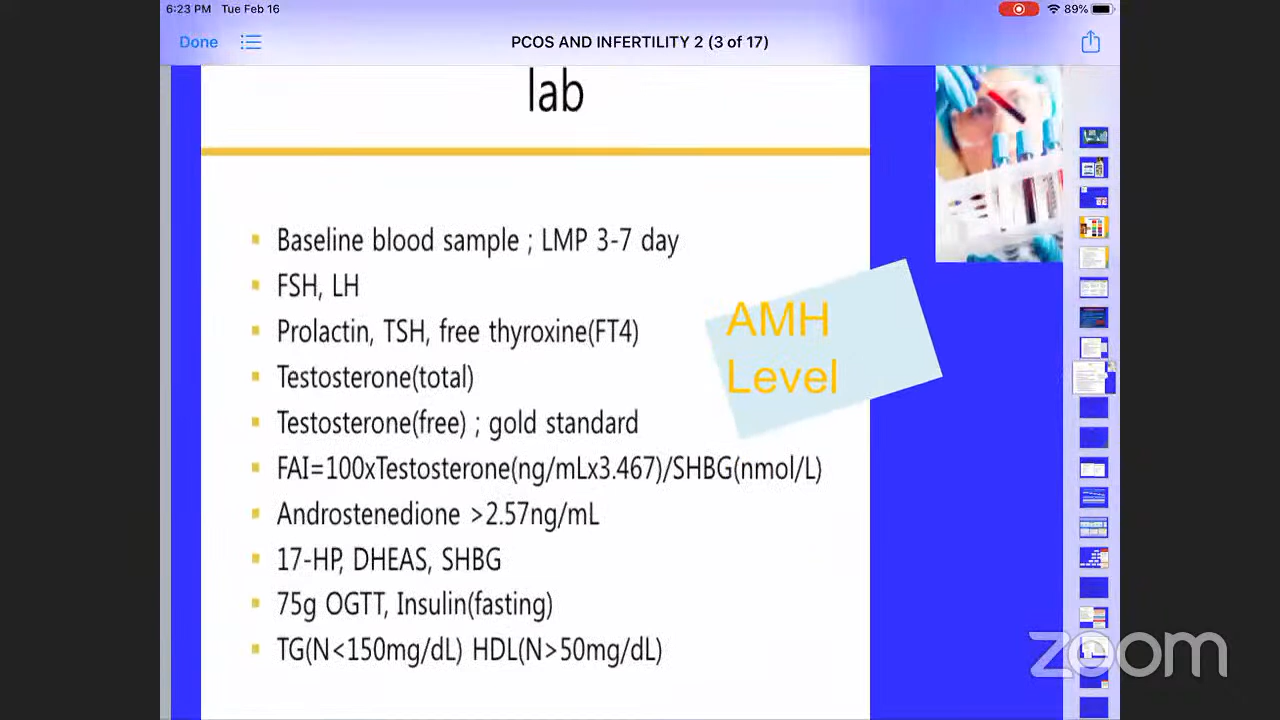 6:23 PM Tue Feb 16
89%
Done
PCOS AND INFERTILITY 2 (3 of 17)
lab
Baseline blood sample ; LMP 3-7 day
FSH, LH
Prolactin, TSH, free thyroxine(FT4)
Testosterone(total)
Testosterone(free) ; gold standard
FAI=100xTestosterone(ng/mLx3.467)/SHBG(nmol/L)
Androstenedione >2.57ng/mL
17-HP, DHEAS, SHBG
75g OGTT, Insulin(fasting)
TG(N<150mg/dL) HDL(N>50mg/dL)
AMH
Level
zoom